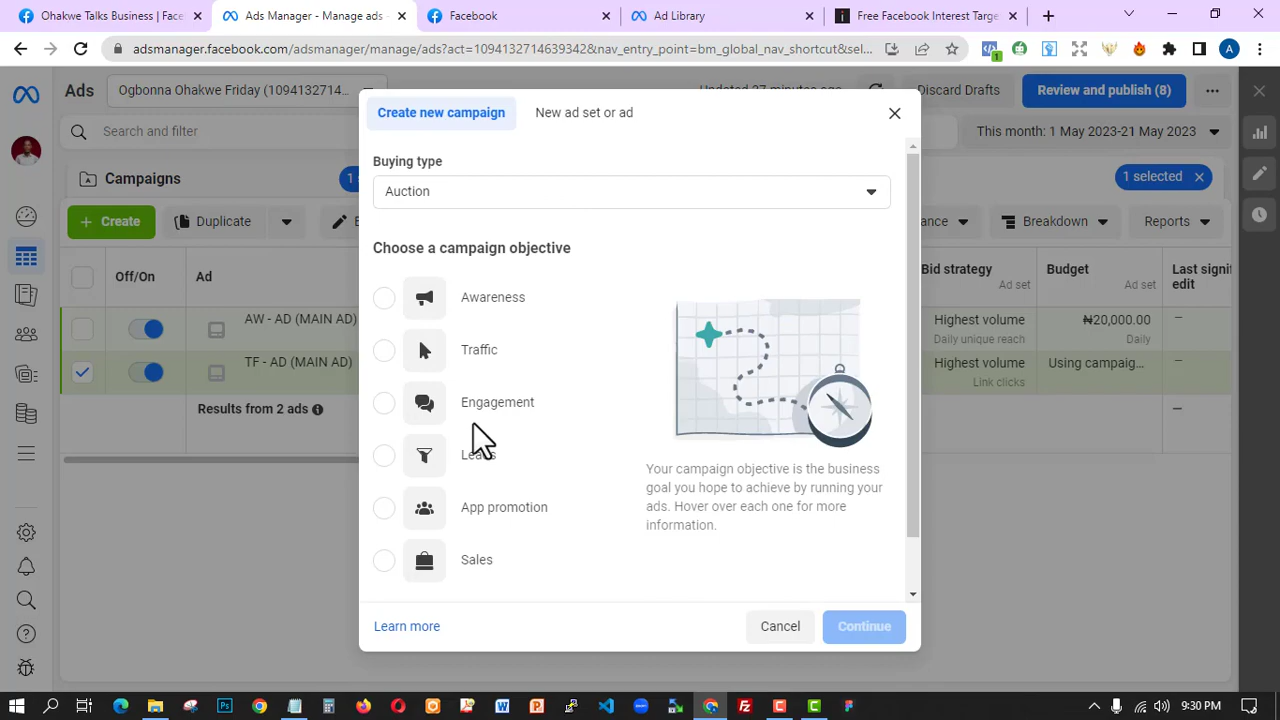 Ohakwe Talks Business | Face
Ads Manager - Manage ads -
Facebook
Ad Library
Free Facebook Interest Targe
adsmanager.facebook.com/adsmanager/manage/ads?act=1094132714639342&nav_entry_point=bm_global_nav_shortcut&sel...
1
A
Ads
Ogbonna Ohakwe Friday (1094132714...
Updated 27 minutes ago
Discard Drafts
Review and publish (8)
Search and filter
This month: 1 May 2023-21 May 2023
Create new campaign
New ad set or ad
Campaigns
1 selected
Create
Duplicate
Breakdown
Reports
Off/On
Ad
Bid strategy
Ad set
Budget
Ad set
Last signif
edit
AW - AD (MAIN AD)
Highest volume
Daily unique reach
₦20,000.00
Daily
TF - AD (MAIN AD)
Highest volume
Link clicks
Using campaig...
Results from 2 ads
Buying type
Auction
Choose a campaign objective
Awareness
Traffic
Engagement
Leads
App promotion
Sales
Your campaign objective is the business
goal you hope to achieve by running your
ads. Hover over each one for more
information.
Learn more
Cancel
Continue
9:30 PM